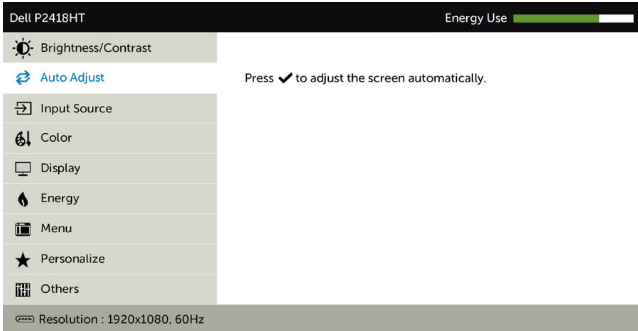 Dell P2418HT
Energy Use
Brightness/Contrast
Auto Adjust
Press ✔ to adjust the screen automatically.
Input Source
Color
Display
Energy
Menu
Personalize
Others
Resolution : 1920x1080, 60Hz